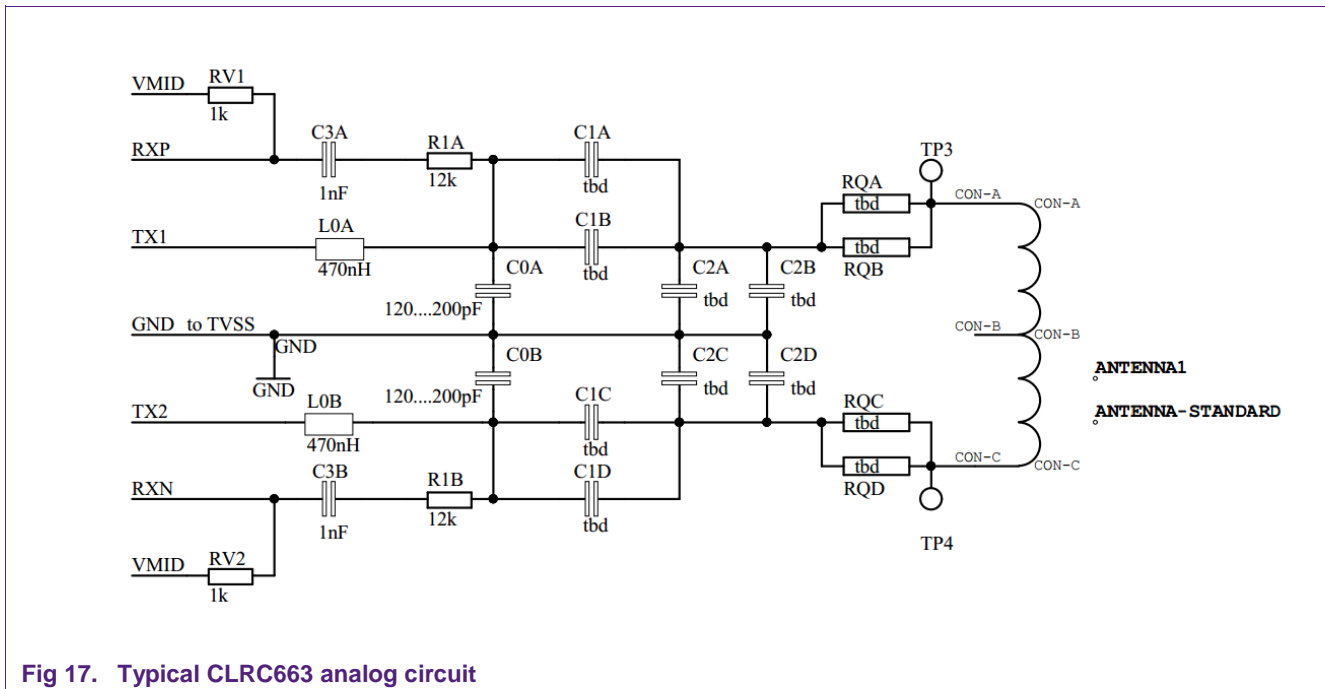 VMID
RV1
1k
RXP
C3A
1nF
R1A
12k
C1A
tbd
TX1
L0A
470nH
C1B
tbd
C0A
120....200pF
C2A
tbd
C2B
tbd
RQA
tbd
tbd
RQB
TP3
CON-A
CON-A
GND to TVSS
GND
GND
CON-B
CON-B
C0B
120....200pF
C2C
tbd
C2D
tbd
TX2
L0B
470nH
C1C
tbd
RQC
tbd
tbd
RQD
ANTENNA1
ANTENNA-STANDARD
CON-C
CON-C
RXN
C3B
1nF
R1B
12k
C1D
tbd
TP4
VMID
RV2
1k
Fig 17. Typical CLRC663 analog circuit